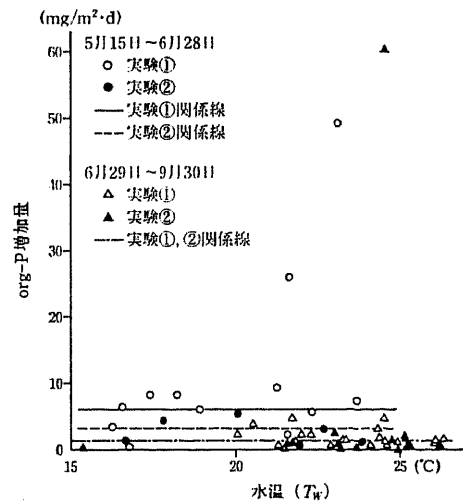 (mg/m²·d)
5月15日~6月28日
○ 実験①
● 実験②
実験①関係線
実験②関係線
6月29日~9月30日
△ 実験①
▲ 実験②
実験①,②関係線
org-P増加量
60
50
40
30
20
10
0
15
20
25
(℃)
水温 (Tw)